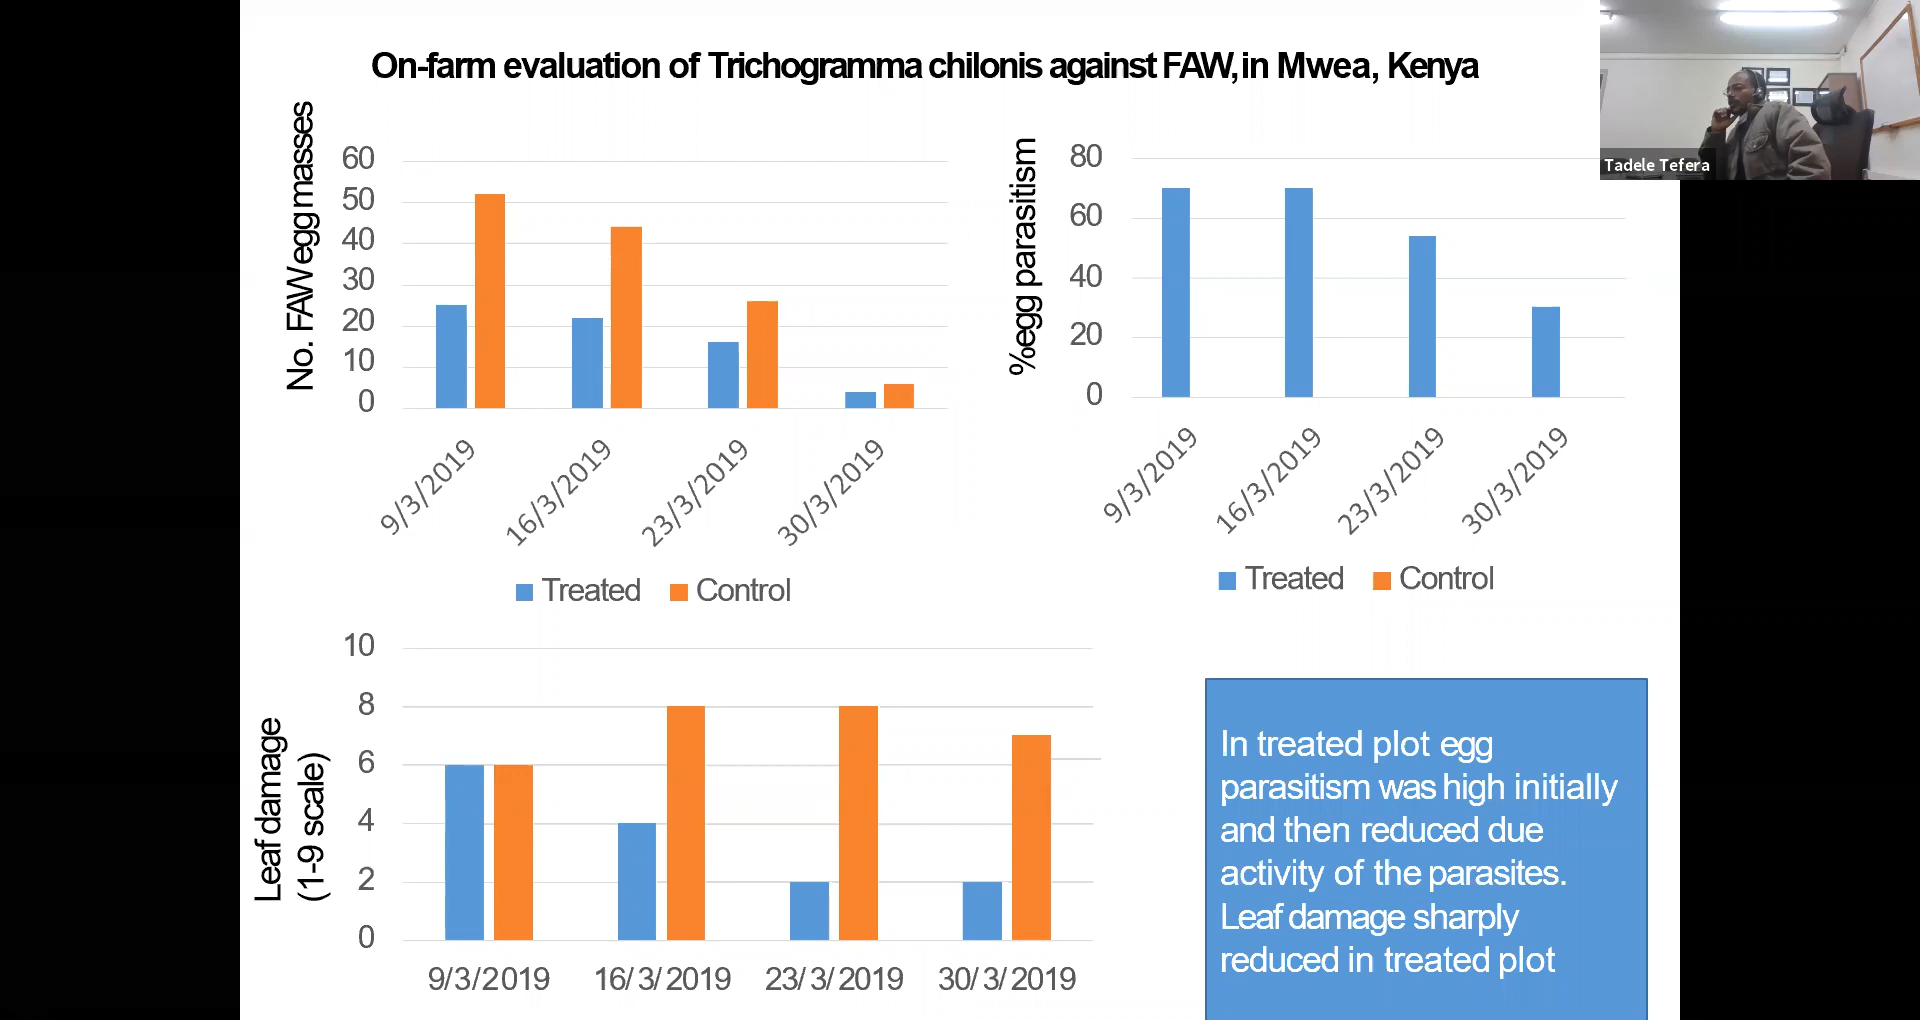 On-farm evaluation of Trichogramma chilonis against FAW, in Mwea, Kenya
Tadele Tefera
No. FAW egg masses
60
50
40
30
20
10
0
9/3/2019
16/3/2019
23/3/2019
30/3/2019
Treated
Control
%egg parasitism
80
60
40
20
0
9/3/2019
16/3/2019
23/3/2019
30/3/2019
Treated
Control
Leaf damage
(1-9 scale)
10
8
6
4
2
0
9/3/2019
16/3/2019
23/3/2019
30/3/2019
In treated plot egg
parasitism was high initially
and then reduced due
activity of the parasites.
Leaf damage sharply
reduced in treated plot